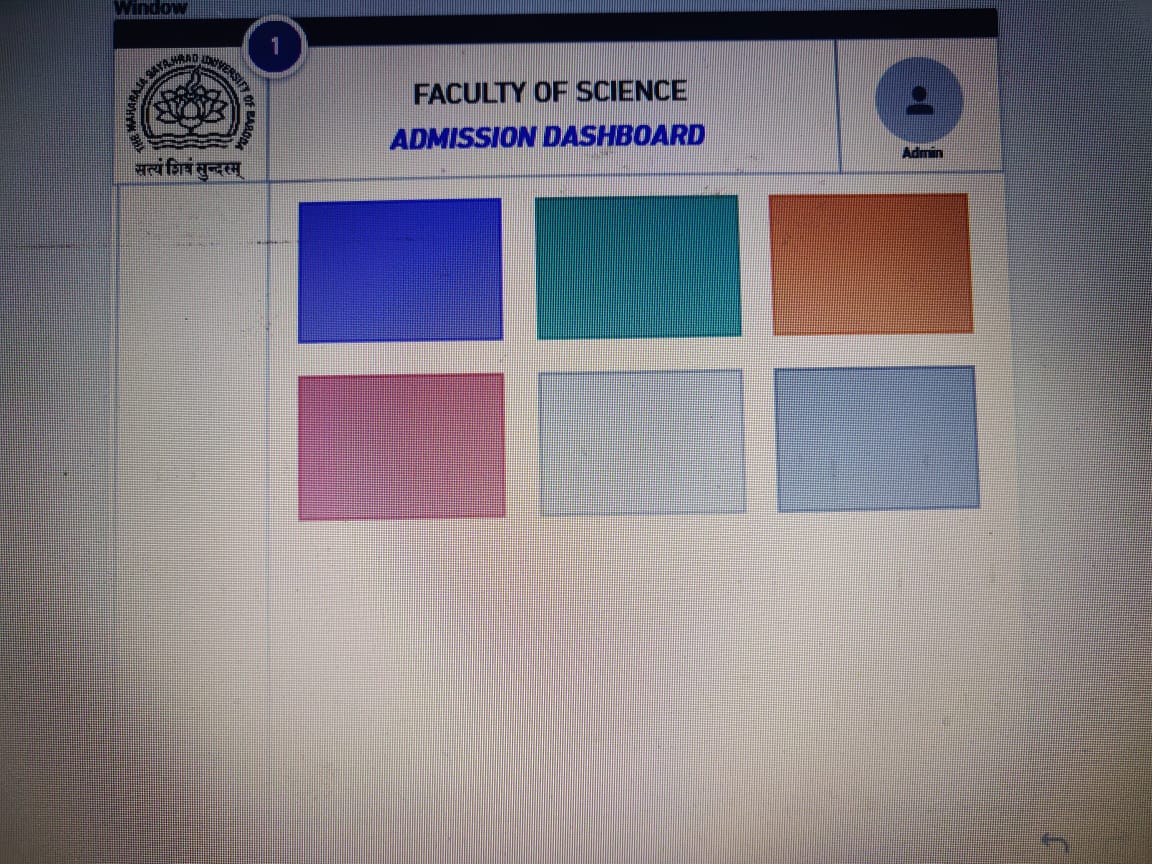 Window
1
THE MAHARAJA SAYAJIRAO UNIVERSITY OF BARODA
सत्यं शिवं सुन्दरम्
FACULTY OF SCIENCE
ADMISSION DASHBOARD
Admin